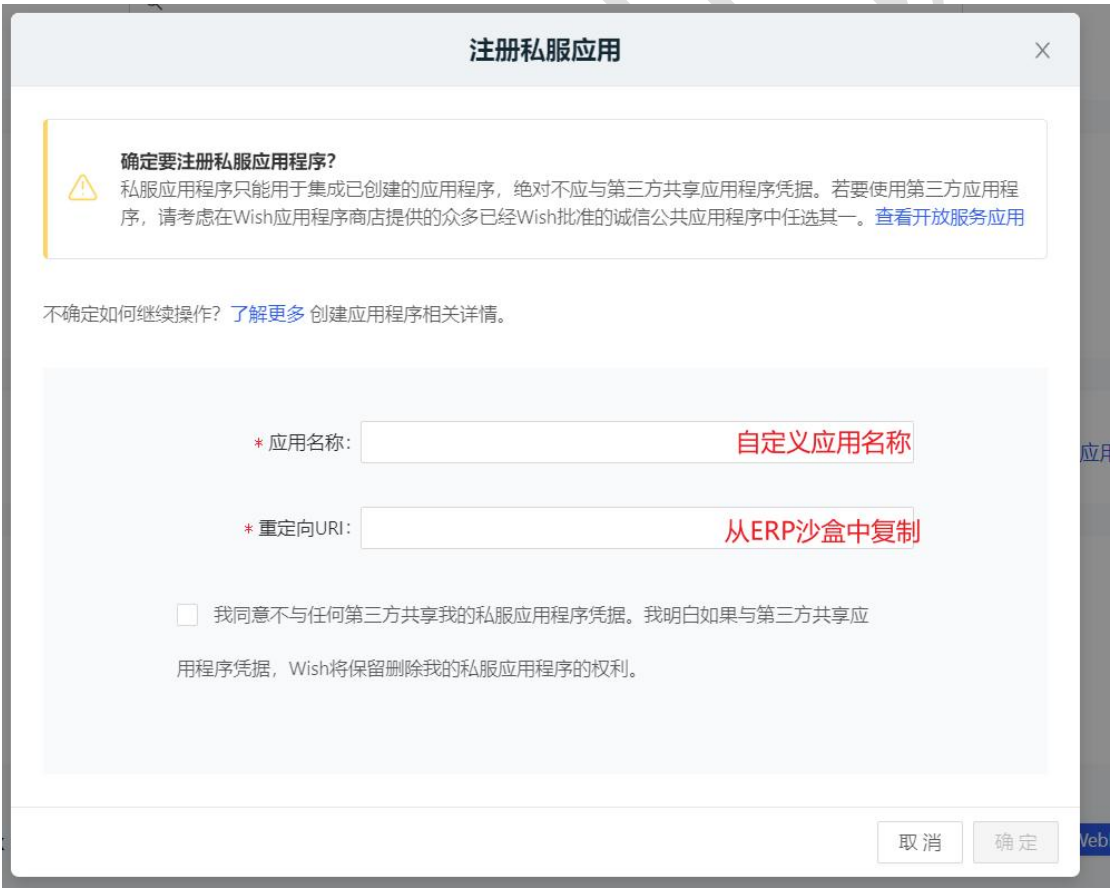 注册私服应用
确定要注册私服应用程序?
私服应用程序只能用于集成已创建的应用程序，绝对不应与第三方共享应用程序凭据。若要使用第三方应用程
序，请考虑在Wish应用程序商店提供的众多已经Wish批准的诚信公共应用程序中任选其一。查看开放服务应用
不确定如何继续操作? 了解更多 创建应用程序相关详情。
* 应用名称: 自定义应用名称
* 重定向URI: 从ERP沙盒中复制
我同意不与任何第三方共享我的私服应用程序凭据。我明白如果与第三方共享应
用程序凭据，Wish将保留删除我的私服应用程序的权利。
取消 确定